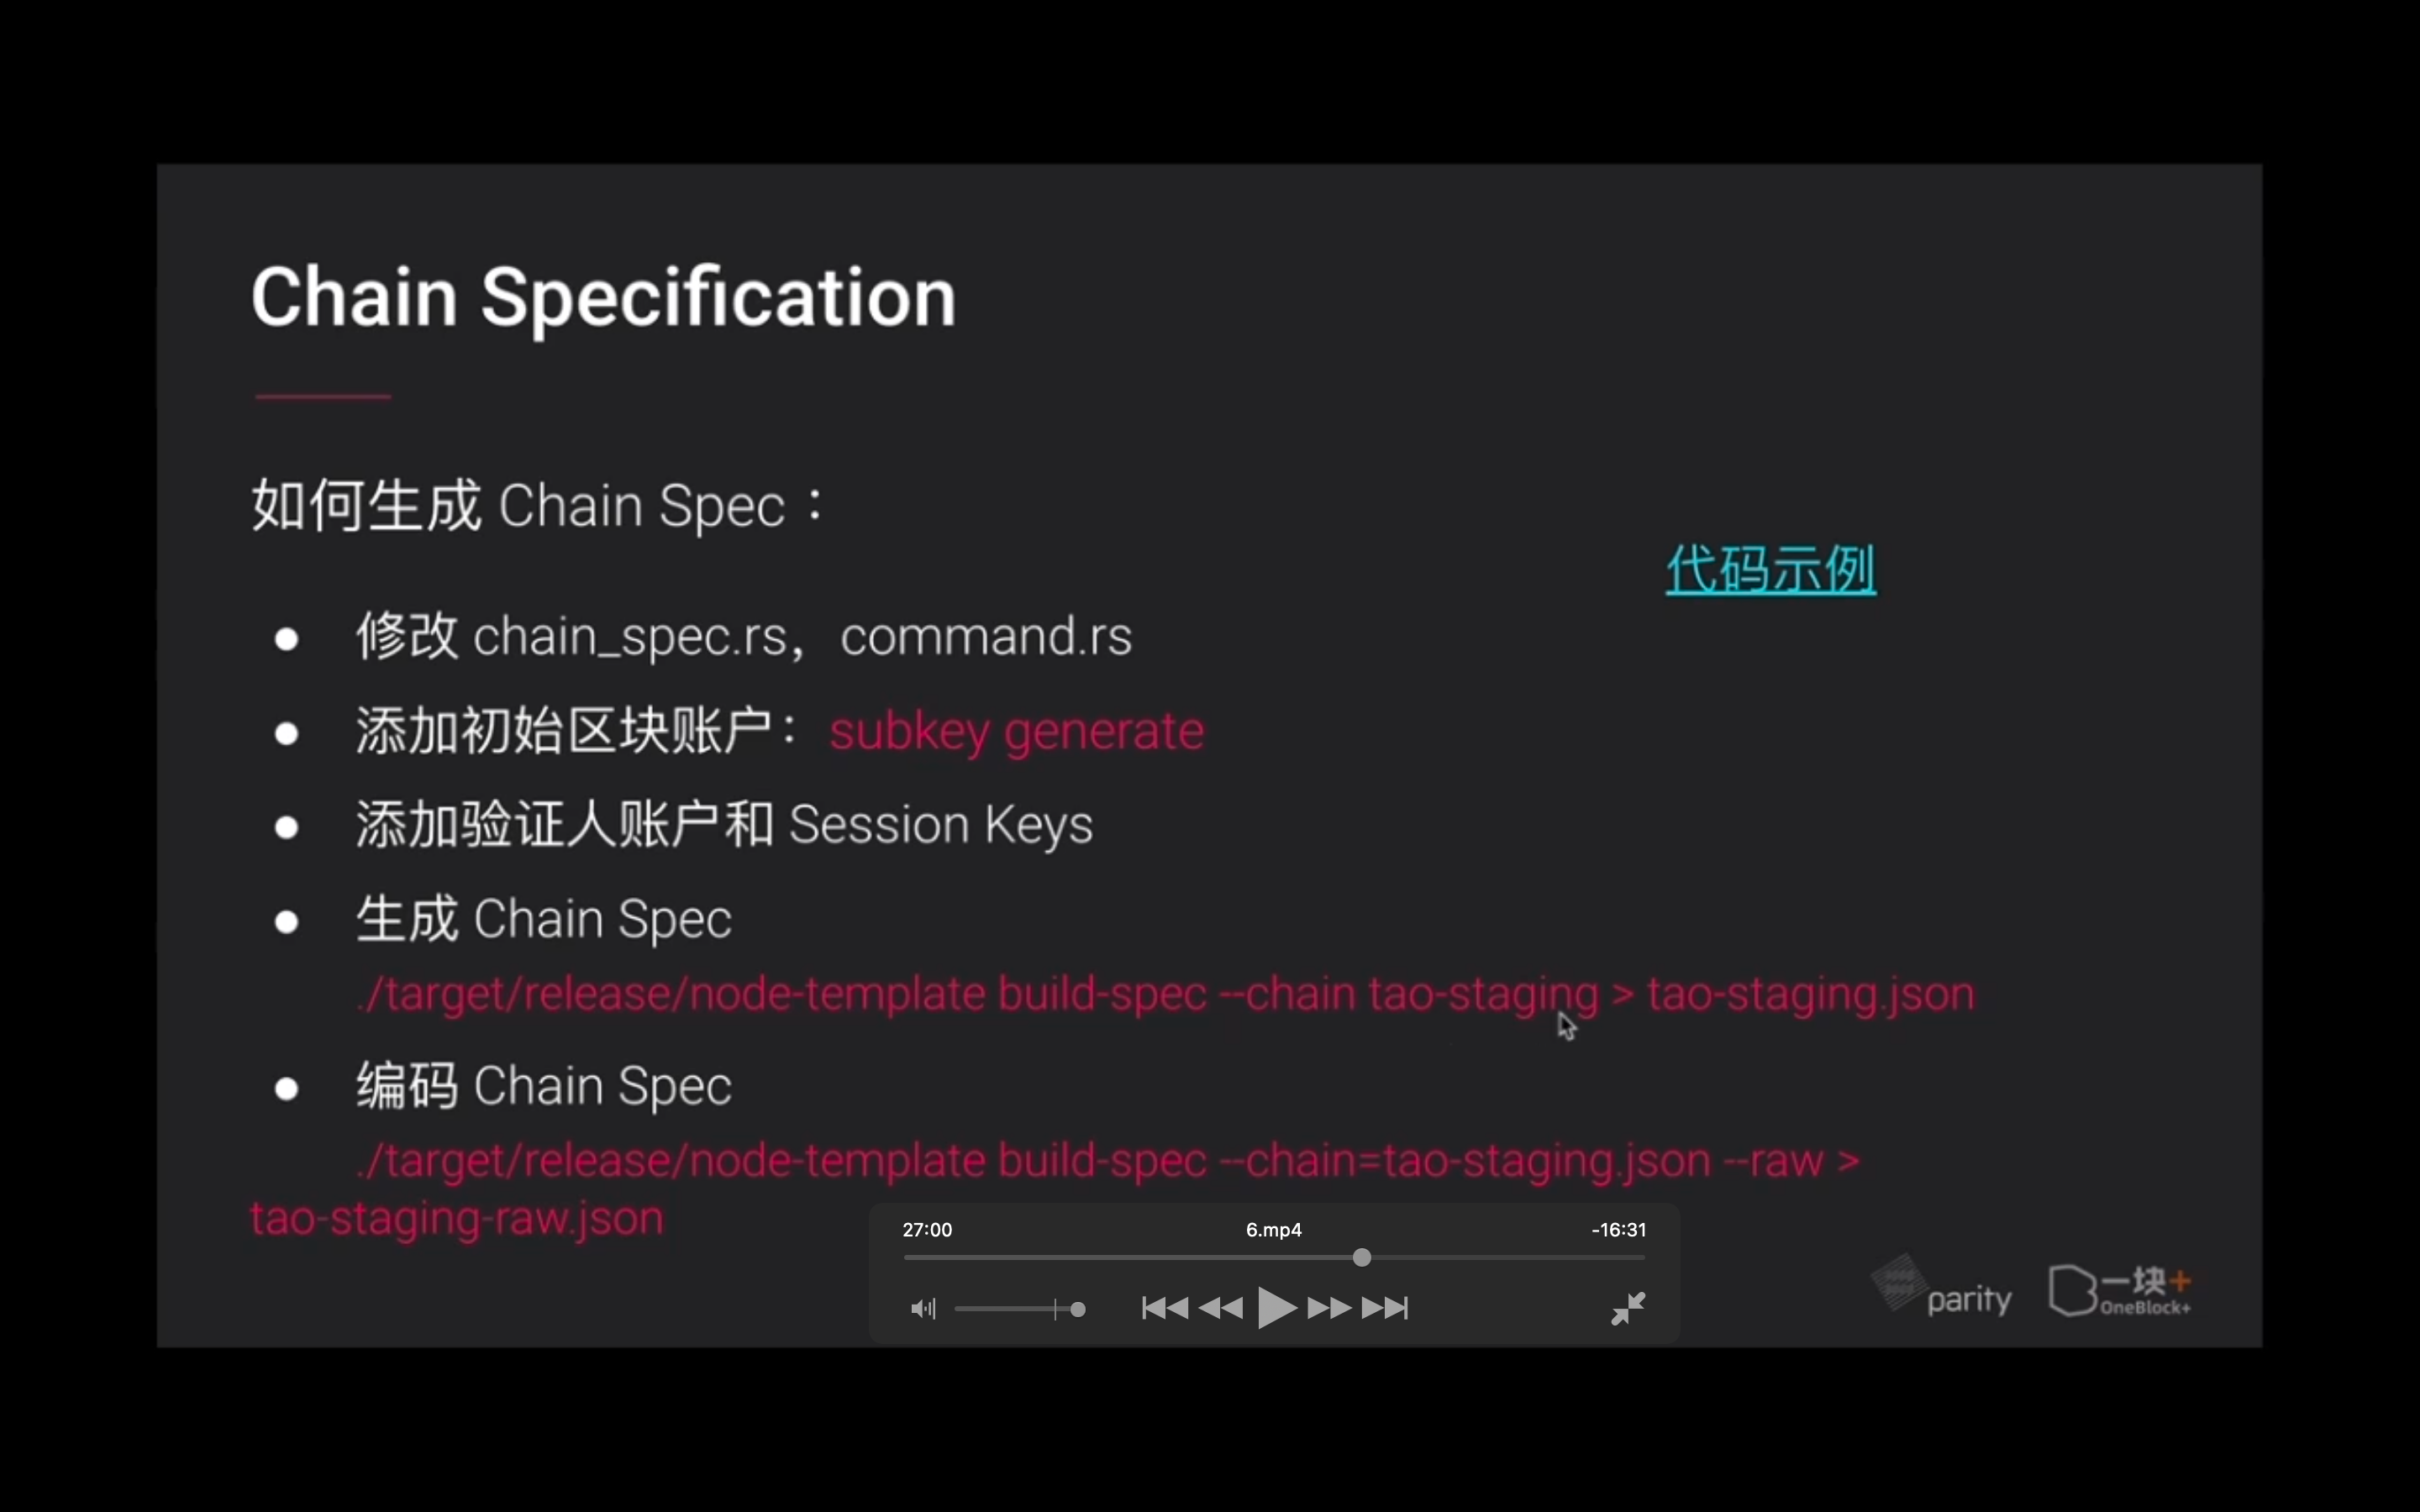 Chain Specification
如何生成 Chain Spec：
代码示例
修改 chain_spec.rs，command.rs
添加初始区块账户：subkey generate
添加验证人账户和 Session Keys
生成 Chain Spec
./target/release/node-template build-spec --chain tao-staging > tao-staging.json
编码 Chain Spec
./target/release/node-template build-spec --chain=tao-staging.json --raw >
tao-staging-raw.json
27:00 6.mp4 -16:31
parity 一块+
OneBlock+